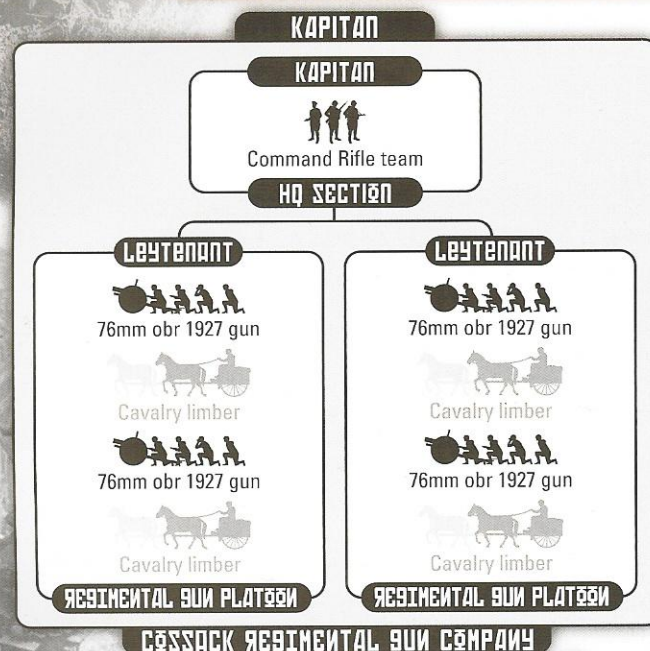 KAPITAN
KAPITAN
Command Rifle team
HQ SECTION
LEYTENANT
76mm obr 1927 gun
Cavalry limber
76mm obr 1927 gun
Cavalry limber
REGIMENTAL GUN PLATOON
LEYTENANT
76mm obr 1927 gun
Cavalry limber
76mm obr 1927 gun
Cavalry limber
REGIMENTAL GUN PLATOON
COSSACK REGIMENTAL GUN COMPANY